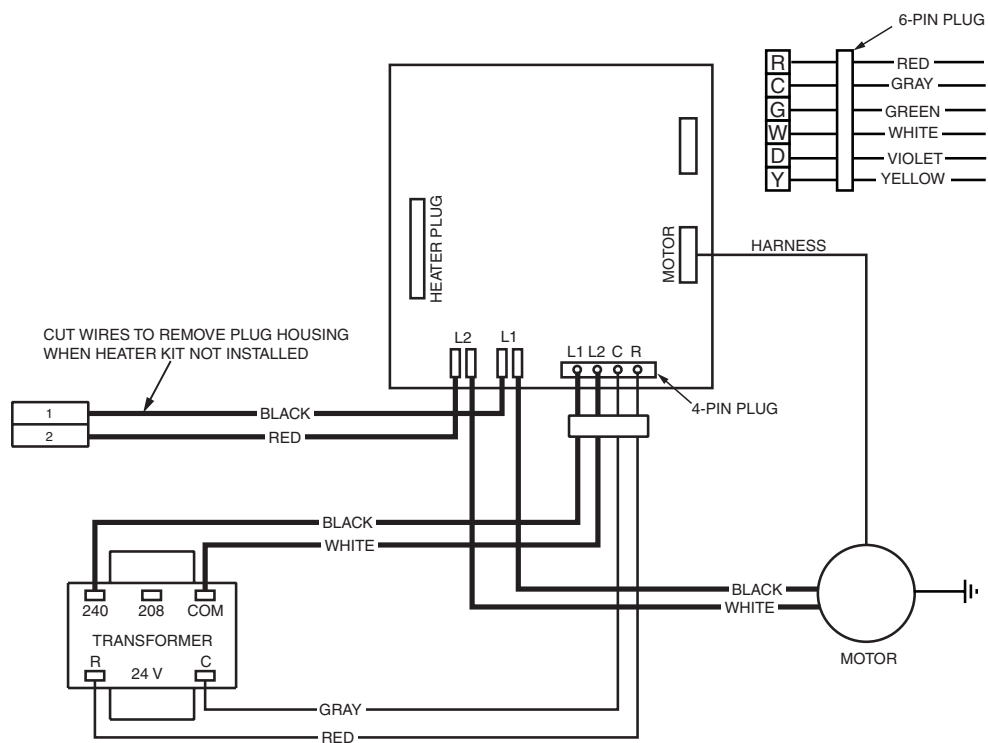 6-PIN PLUG
R RED
C GRAY
G GREEN
W WHITE
D VIOLET
Y YELLOW
HEATER PLUG
MOTOR
HARNESS
CUT WIRES TO REMOVE PLUG HOUSING
WHEN HEATER KIT NOT INSTALLED
L2 L1
L1 L2 C R
4-PIN PLUG
1 BLACK
2 RED
BLACK
WHITE
240 208 COM
TRANSFORMER
R 24 V C
BLACK
WHITE
MOTOR
GRAY
RED